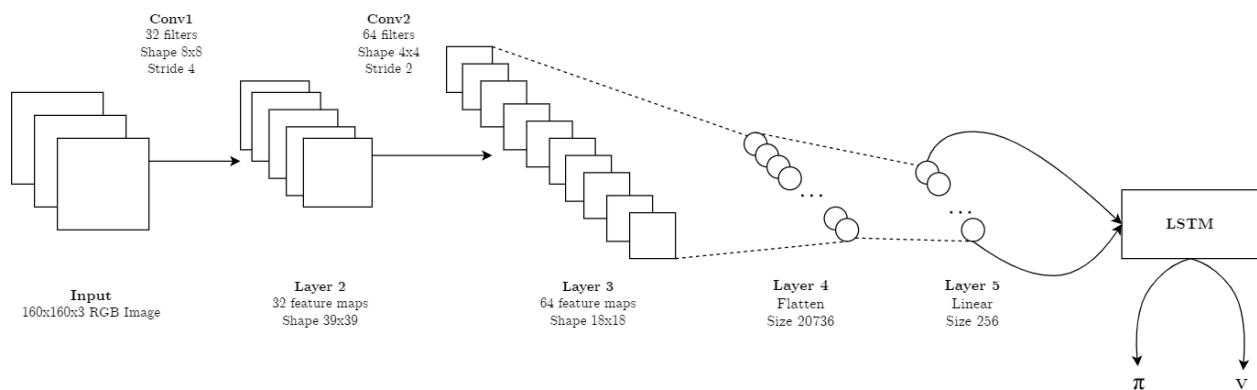 Conv1
32 filters
Shape 8x8
Stride 4
Conv2
64 filters
Shape 4x4
Stride 2
...
...
LSTM
Input
160x160x3 RGB Image
Layer 2
32 feature maps
Shape 39x39
Layer 3
64 feature maps
Shape 18x18
Layer 4
Flatten
Size 20736
Layer 5
Linear
Size 256
π
v